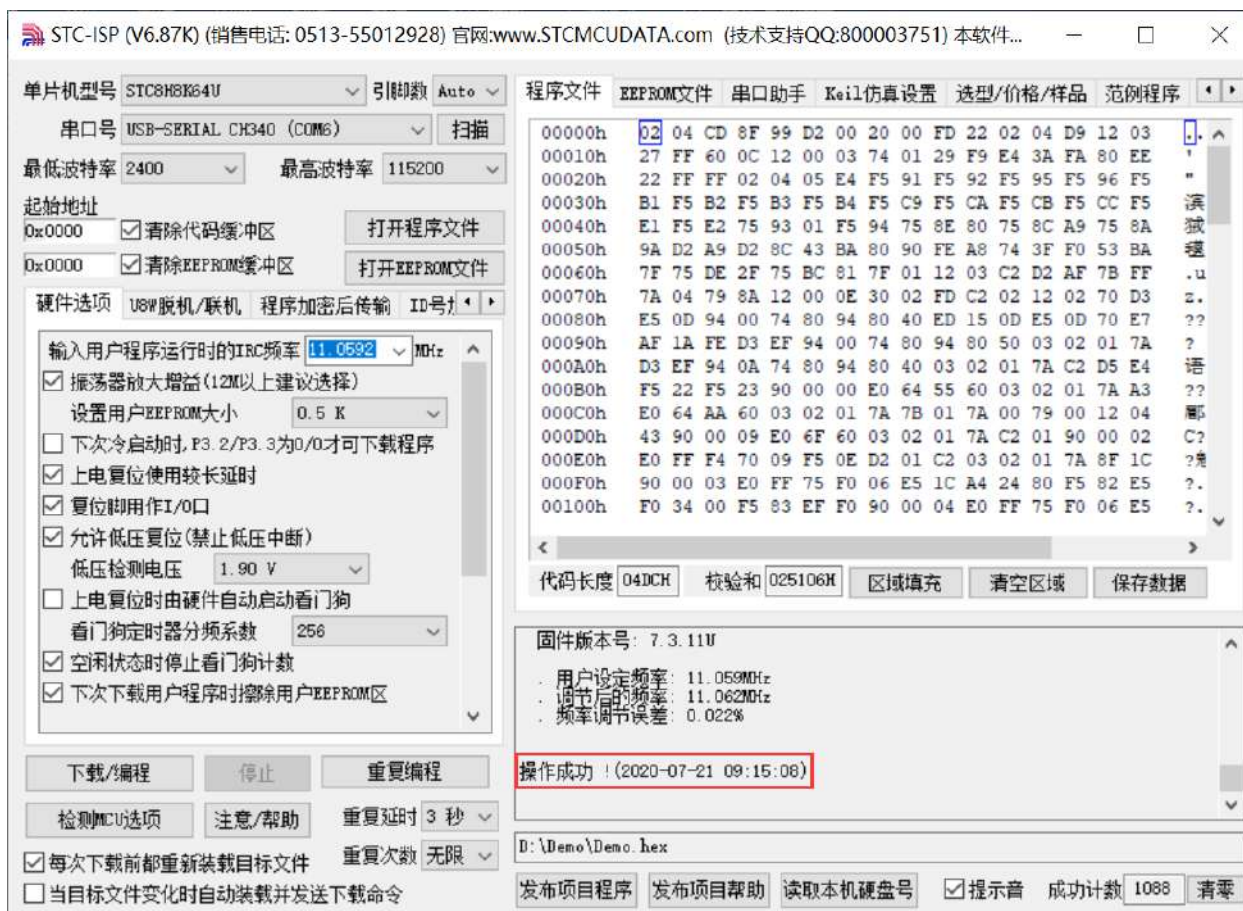 STC-ISP (V6.87K) (销售电话: 0513-55012928) 官网:www.STCMCUDATA.com (技术支持QQ:800003751) 本软件...
单片机型号 STC8H8K64U 引脚数 Auto
串口号 USB-SERIAL CH340 (COM6) 扫描
最低波特率 2400 最高波特率 115200
起始地址
0x0000 清除代码缓冲区 打开程序文件
0x0000 清除EEPROM缓冲区 打开EEPROM文件
硬件选项 U8W脱机/联机 程序加密后传输
输入用户程序运行时的IRC频率 11.0592 MHz
振荡器放大增益(12M以上建议选择)
设置用户EEPROM大小 0.5 K
下次冷启动时,P3.2/P3.3为0/0才可下载程序
上电复位使用较长延时
复位脚用作I/O口
允许低压复位(禁止低压中断)
低压检测电压 1.90 V
上电复位时由硬件自动启动看门狗
看门狗定时器分频系数 256
空闲状态时停止看门狗计数
下次下载用户程序时擦除用户EEPROM区
下载/编程 停止 重复编程
检测MCU选项 注意/帮助 重复延时 3 秒
重复次数 无限
每次下载前都重新装载目标文件
当目标文件变化时自动装载并发送下载命令
程序文件 EEPROM文件 串口助手 Keil仿真设置 选型/价格/样品 范例程序
00000h 02 04 CD 8F 99 D2 00 20 00 FD 22 02 04 D9 12 03 ..
00010h 27 FF 60 0C 12 00 03 74 01 29 F9 E4 3A FA 80 EE '
00020h 22 FF FF 02 04 05 E4 F5 91 F5 92 F5 95 F5 96 F5 "
00030h B1 F5 B2 F5 B3 F5 B4 F5 C9 F5 CA F5 CB F5 CC F5 滨
00040h E1 F5 E2 75 93 01 F5 94 75 8E 80 75 8C A9 75 8A
00050h 9A D2 A9 D2 8C 43 BA 80 90 FE A8 74 3F F0 53 BA
00060h 7F 75 DE 2F 75 BC 81 7F 01 12 03 C2 D2 AF 7B FF .u
00070h 7A 04 79 8A 12 00 0E 30 02 FD C2 02 12 02 70 D3 z.
00080h E5 0D 94 00 74 80 94 80 40 ED 15 0D E5 0D 70 E7 ??
00090h AF 1A FE D3 EF 94 00 74 80 94 80 50 03 02 01 7A ?
000A0h D3 EF 94 0A 74 80 94 80 40 03 02 01 7A C2 D5 E4 语
000B0h F5 22 F5 23 90 00 00 E0 64 55 60 03 02 01 7A A3 ??
000C0h E0 64 AA 60 03 02 01 7A 7B 01 7A 00 79 00 12 04
000D0h 43 90 00 09 E0 6F 60 03 02 01 7A C2 01 90 00 02 C?
000E0h E0 FF F4 70 09 F5 0E D2 01 C2 03 02 01 7A 8F 1C
000F0h 90 00 03 E0 FF 75 F0 06 E5 1C A4 24 80 F5 82 E5 ?.
00100h F0 34 00 F5 83 EF F0 90 00 04 E0 FF 75 F0 06 E5 ?.
代码长度 04DCH 校验和 025106H 区域填充 清空区域 保存数据
固件版本号: 7.3.11U
. 用户设定频率: 11.059MHz
. 调节后的频率: 11.062MHz
. 频率调节误差: 0.022%
操作成功 !(2020-07-21 09:15:08)
D:\Demo\Demo.hex
发布项目程序 发布项目帮助 读取本机硬盘号 提示音 成功计数 1088 清零